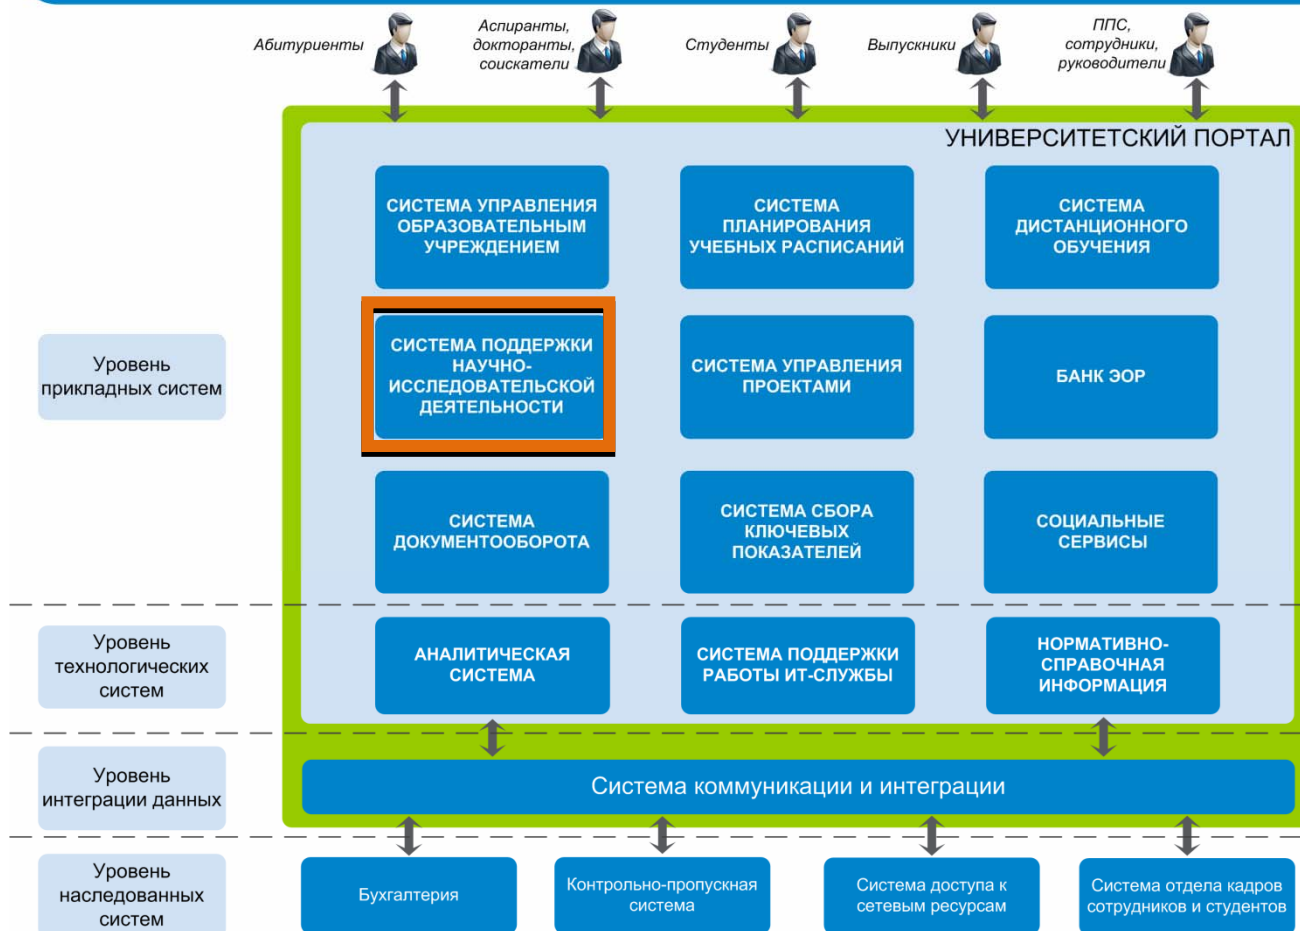 Абитуриенты
Аспиранты,
докторанты,
соискатели
Студенты
Выпускники
ППС,
сотрудники,
руководители
УНИВЕРСИТЕТСКИЙ ПОРТАЛ
СИСТЕМА УПРАВЛЕНИЯ
ОБРАЗОВАТЕЛЬНЫМ
УЧРЕЖДЕНИЕМ
СИСТЕМА
ПЛАНИРОВАНИЯ
УЧЕБНЫХ РАСПИСАНИЙ
СИСТЕМА
ДИСТАНЦИОННОГО
ОБУЧЕНИЯ
Уровень
прикладных систем
СИСТЕМА ПОДДЕРЖКИ
НАУЧНО-
ИССЛЕДОВАТЕЛЬСКОЙ
ДЕЯТЕЛЬНОСТИ
СИСТЕМА УПРАВЛЕНИЯ
ПРОЕКТАМИ
БАНК ЭОР
СИСТЕМА
ДОКУМЕНТООБОРОТА
СИСТЕМА СБОРА
КЛЮЧЕВЫХ
ПОКАЗАТЕЛЕЙ
СОЦИАЛЬНЫЕ
СЕРВИСЫ
Уровень
технологических
систем
АНАЛИТИЧЕСКАЯ
СИСТЕМА
СИСТЕМА ПОДДЕРЖКИ
РАБОТЫ ИТ-СЛУЖБЫ
НОРМАТИВНО-
СПРАВОЧНАЯ
ИНФОРМАЦИЯ
Уровень
интеграции данных
Система коммуникации и интеграции
Уровень
наследованных
систем
Бухгалтерия
Контрольно-пропускная
система
Система доступа к
сетевым ресурсам
Система отдела кадров
сотрудников и студентов